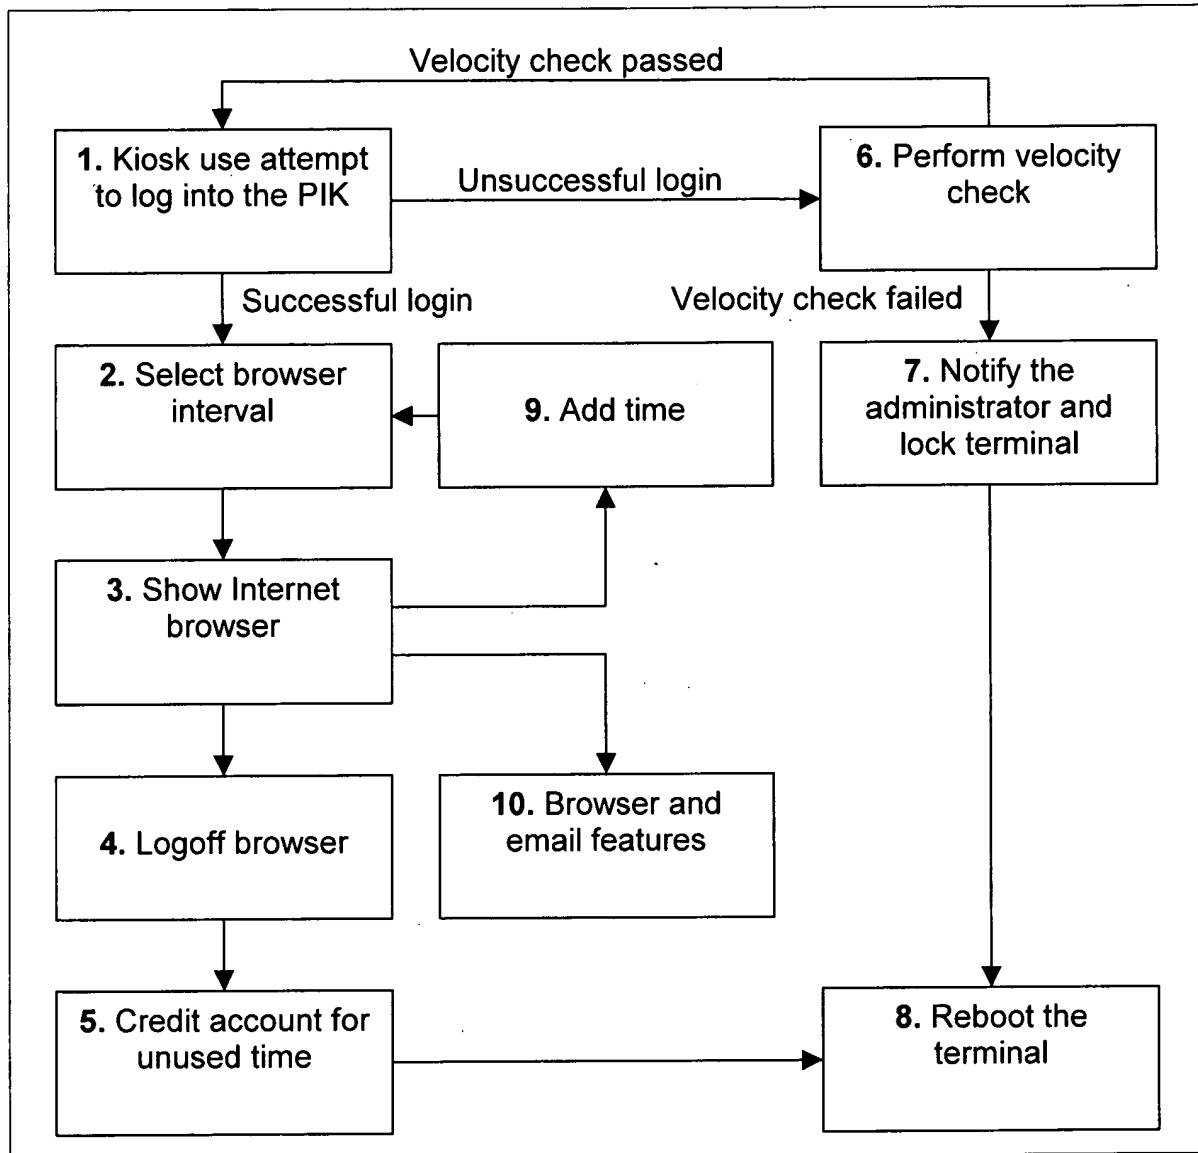 Velocity check passed
1. Kiosk use attempt
to log into the PIK
Unsuccessful login
6. Perform velocity
check
Successful login
Velocity check failed
2. Select browser
interval
9. Add time
7. Notify the
administrator and
lock terminal
3. Show Internet
browser
4. Logoff browser
10. Browser and
email features
5. Credit account for
unused time
8. Reboot the
terminal